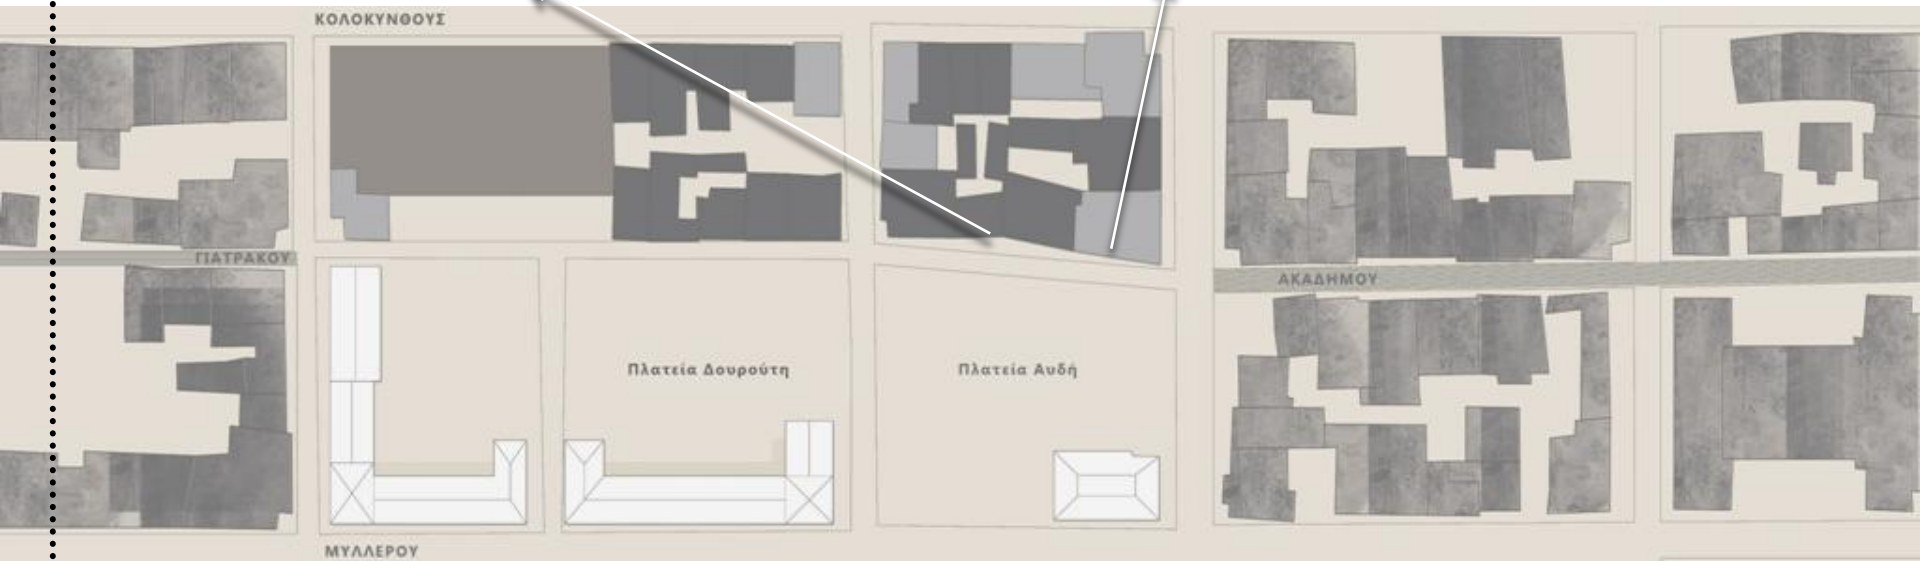 ΚΟΛΟΚΥΝΘΟΥΣ
ΓΙΑΤΡΑΚΟΥ
ΑΚΑΔΗΜΟΥ
Πλατεία Δουρούτη
Πλατεία Αυδή
ΜΥΛΛΕΡΟΥ